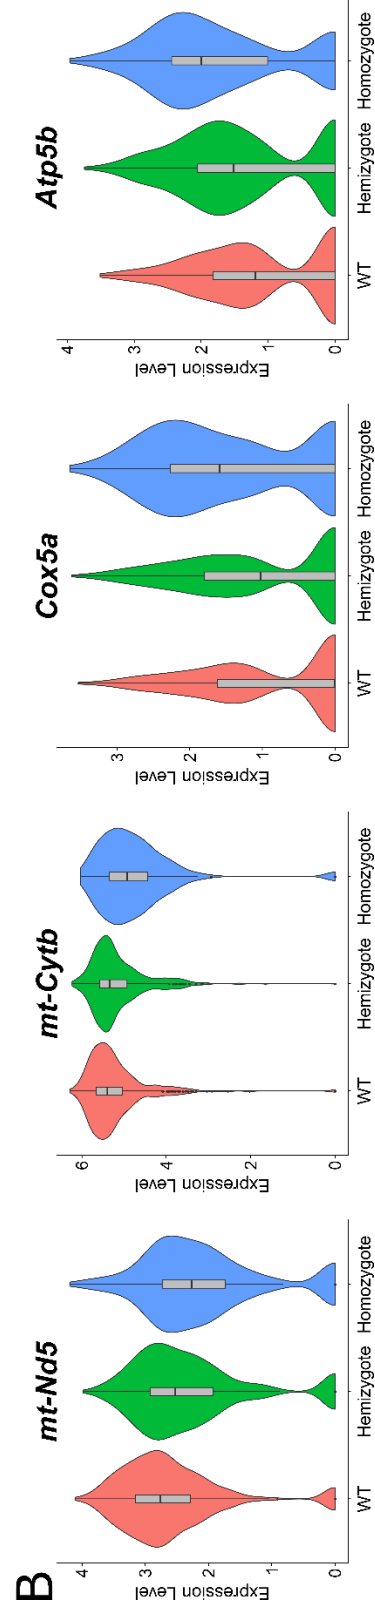 B
mt-Nd5
Expression Level
4
3
2
1
0
WT
Hemizygote
Homozygote
mt-Cytb
Expression Level
6
4
2
0
WT
Hemizygote
Homozygote
Cox5a
Expression Level
3
2
1
0
WT
Hemizygote
Homozygote
Atp5b
Expression Level
4
3
2
1
0
WT
Hemizygote
Homozygote